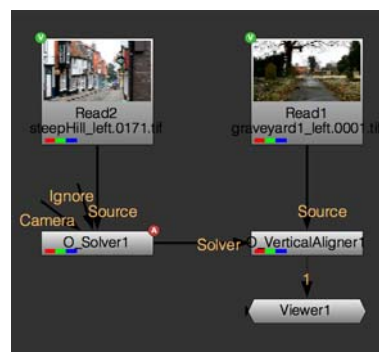 V
V
Read2
steepHill_left.0171.tif
Read1
graveyard1_left.0001.tif
Ignore
Camera
Source
Source
A
O_Solver1
Solver
O_VerticalAligner1
1
Viewer1